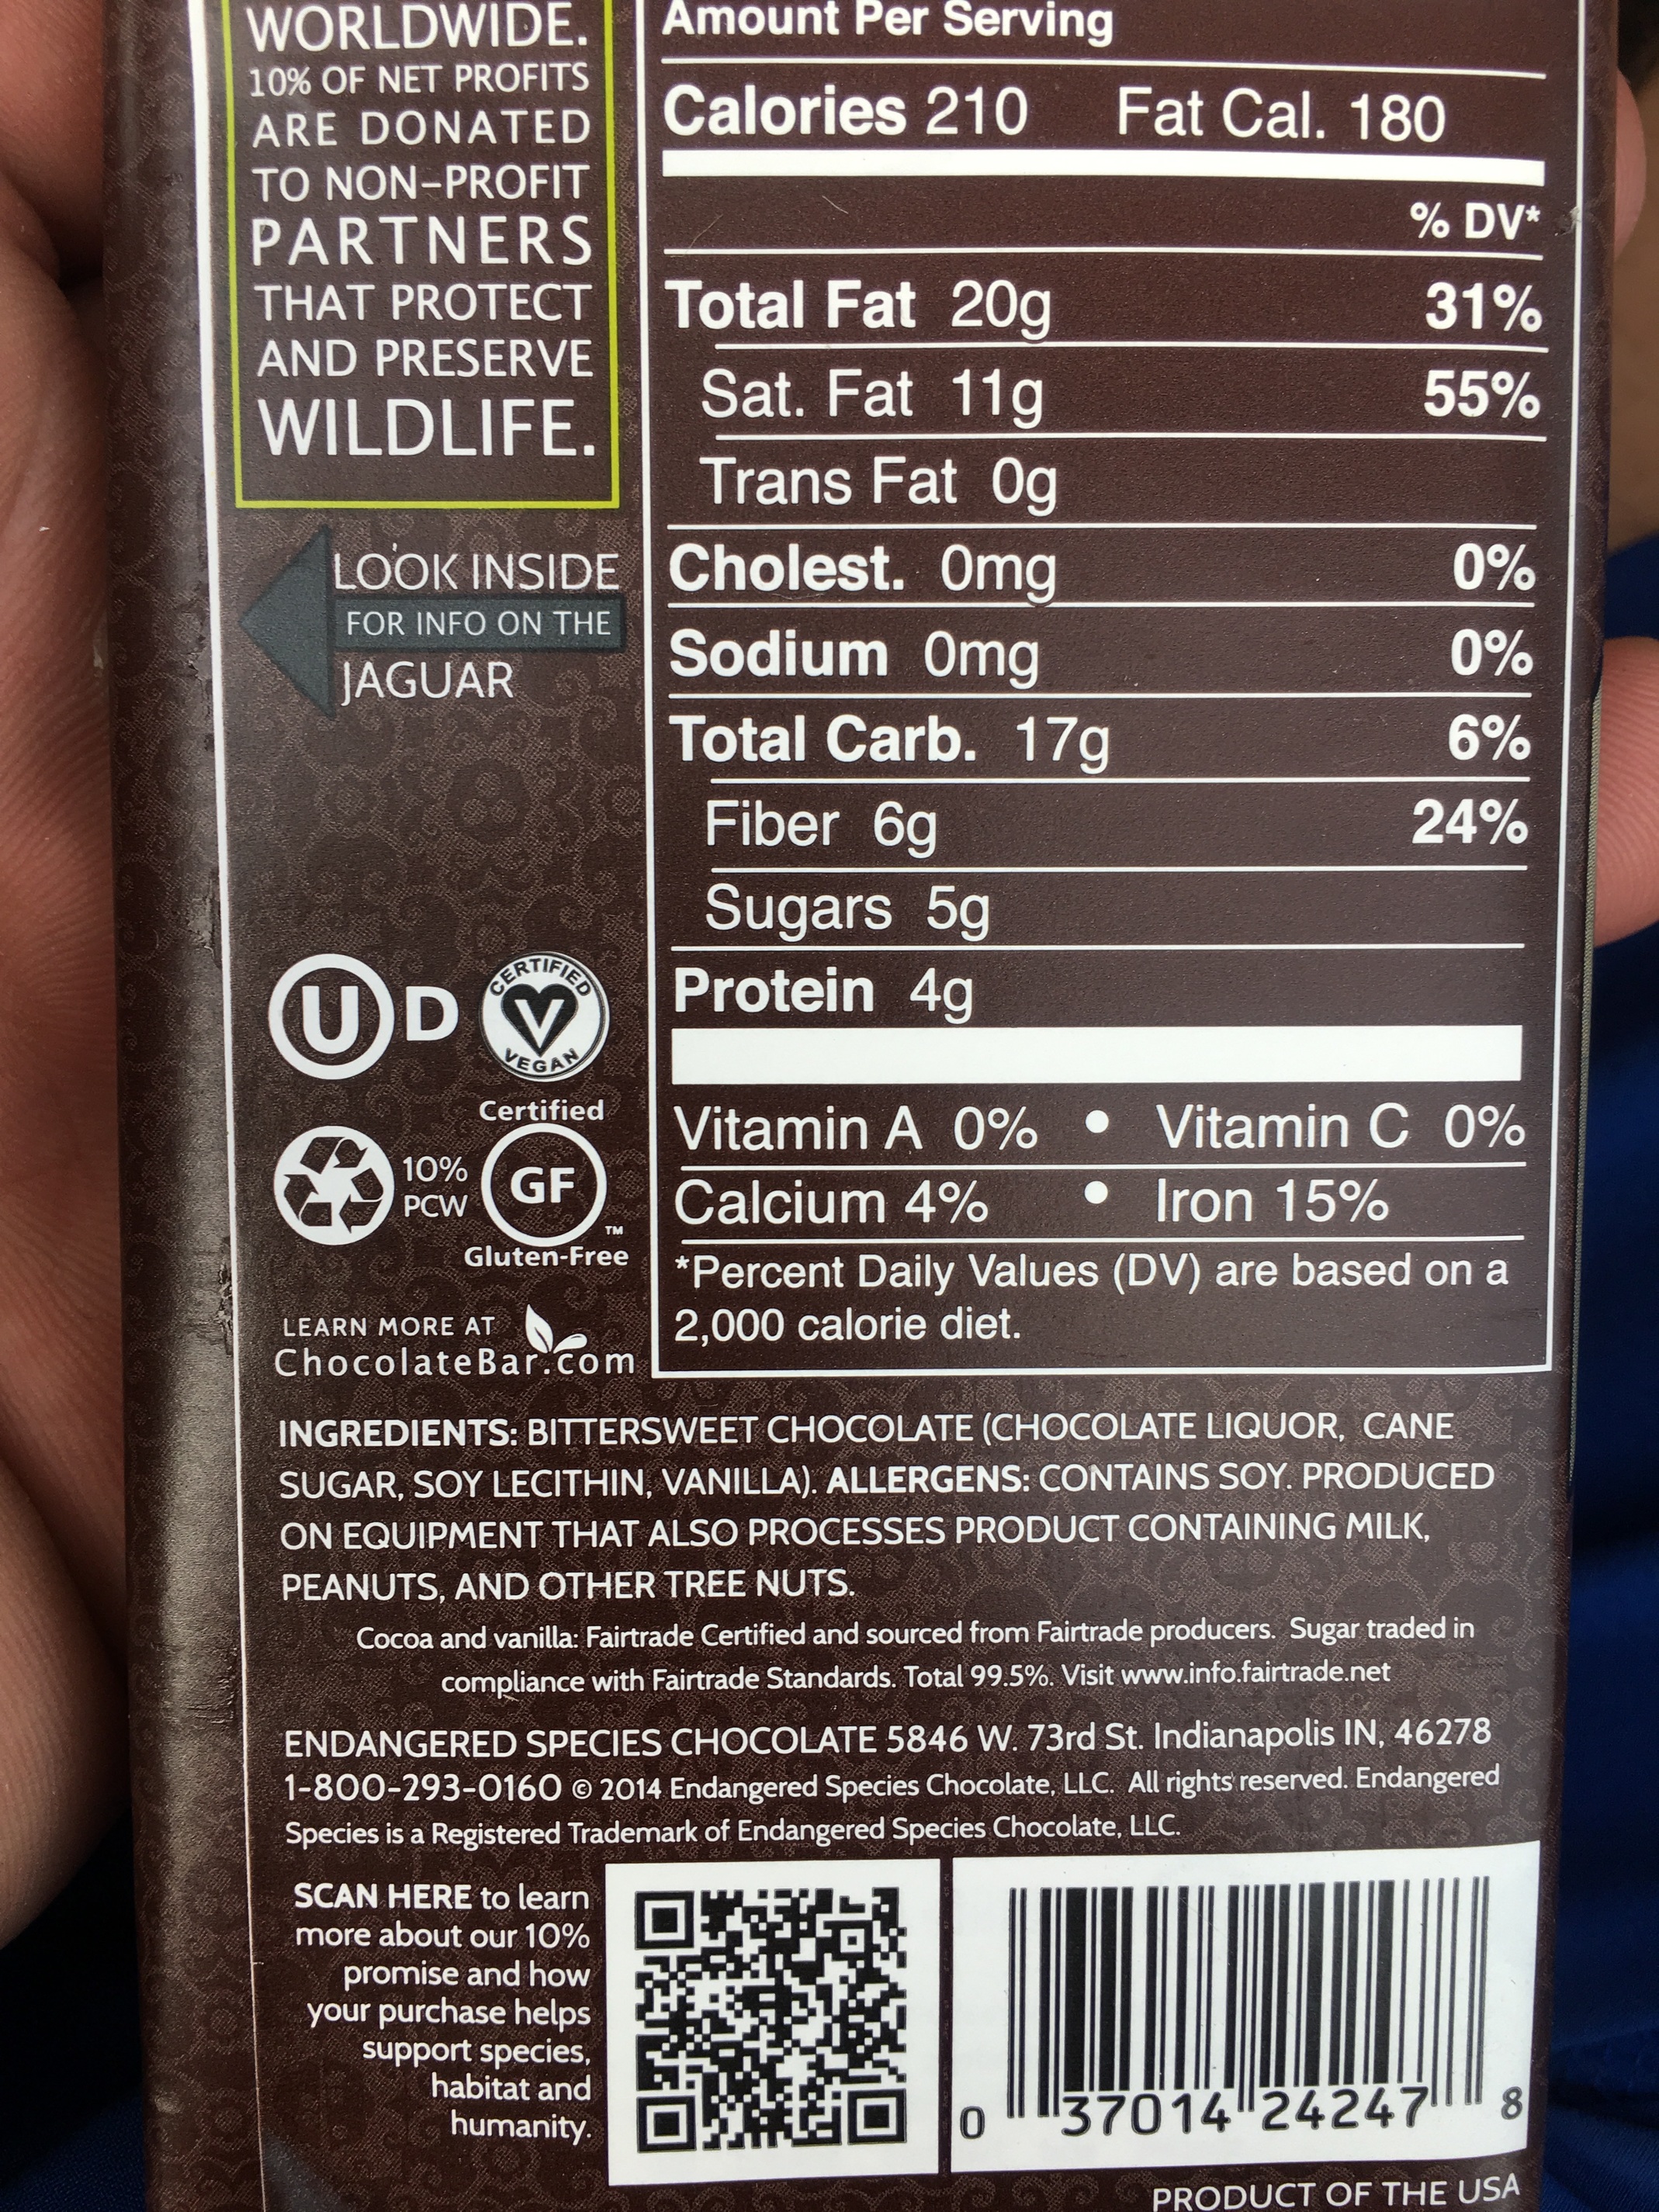 WORLDWIDE.
10% OF NET PROFITS
ARE DONATED
TO NON-PROFIT
PARTNERS
THAT PROTECT
AND PRESERVE
WILDLIFE.
LOOK INSIDE
FOR INFO ON THE
JAGUAR
U D
CERTIFIED
V
VEGAN
10%
PCW
Certified
GF
TM
Gluten-Free
LEARN MORE AT
ChocolateBar.com
Amount Per Serving
Calories 210 Fat Cal. 180
% DV*
Total Fat 20g 31%
Sat. Fat 11g 55%
Trans Fat 0g
Cholest. 0mg 0%
Sodium 0mg 0%
Total Carb. 17g 6%
Fiber 6g 24%
Sugars 5g
Protein 4g
Vitamin A 0% • Vitamin C 0%
Calcium 4% • Iron 15%
*Percent Daily Values (DV) are based on a
2,000 calorie diet.
INGREDIENTS: BITTERSWEET CHOCOLATE (CHOCOLATE LIQUOR, CANE
SUGAR, SOY LECITHIN, VANILLA). ALLERGENS: CONTAINS SOY. PRODUCED
ON EQUIPMENT THAT ALSO PROCESSES PRODUCT CONTAINING MILK,
PEANUTS, AND OTHER TREE NUTS.
Cocoa and vanilla: Fairtrade Certified and sourced from Fairtrade producers. Sugar traded in
compliance with Fairtrade Standards. Total 99.5%. Visit www.info.fairtrade.net
ENDANGERED SPECIES CHOCOLATE 5846 W. 73rd St. Indianapolis IN, 46278
1-800-293-0160 © 2014 Endangered Species Chocolate, LLC. All rights reserved. Endangered
Species is a Registered Trademark of Endangered Species Chocolate, LLC.
SCAN HERE to learn
more about our 10%
promise and how
your purchase helps
support species,
habitat and
humanity.
0 37014 24247 8
PRODUCT OF THE USA